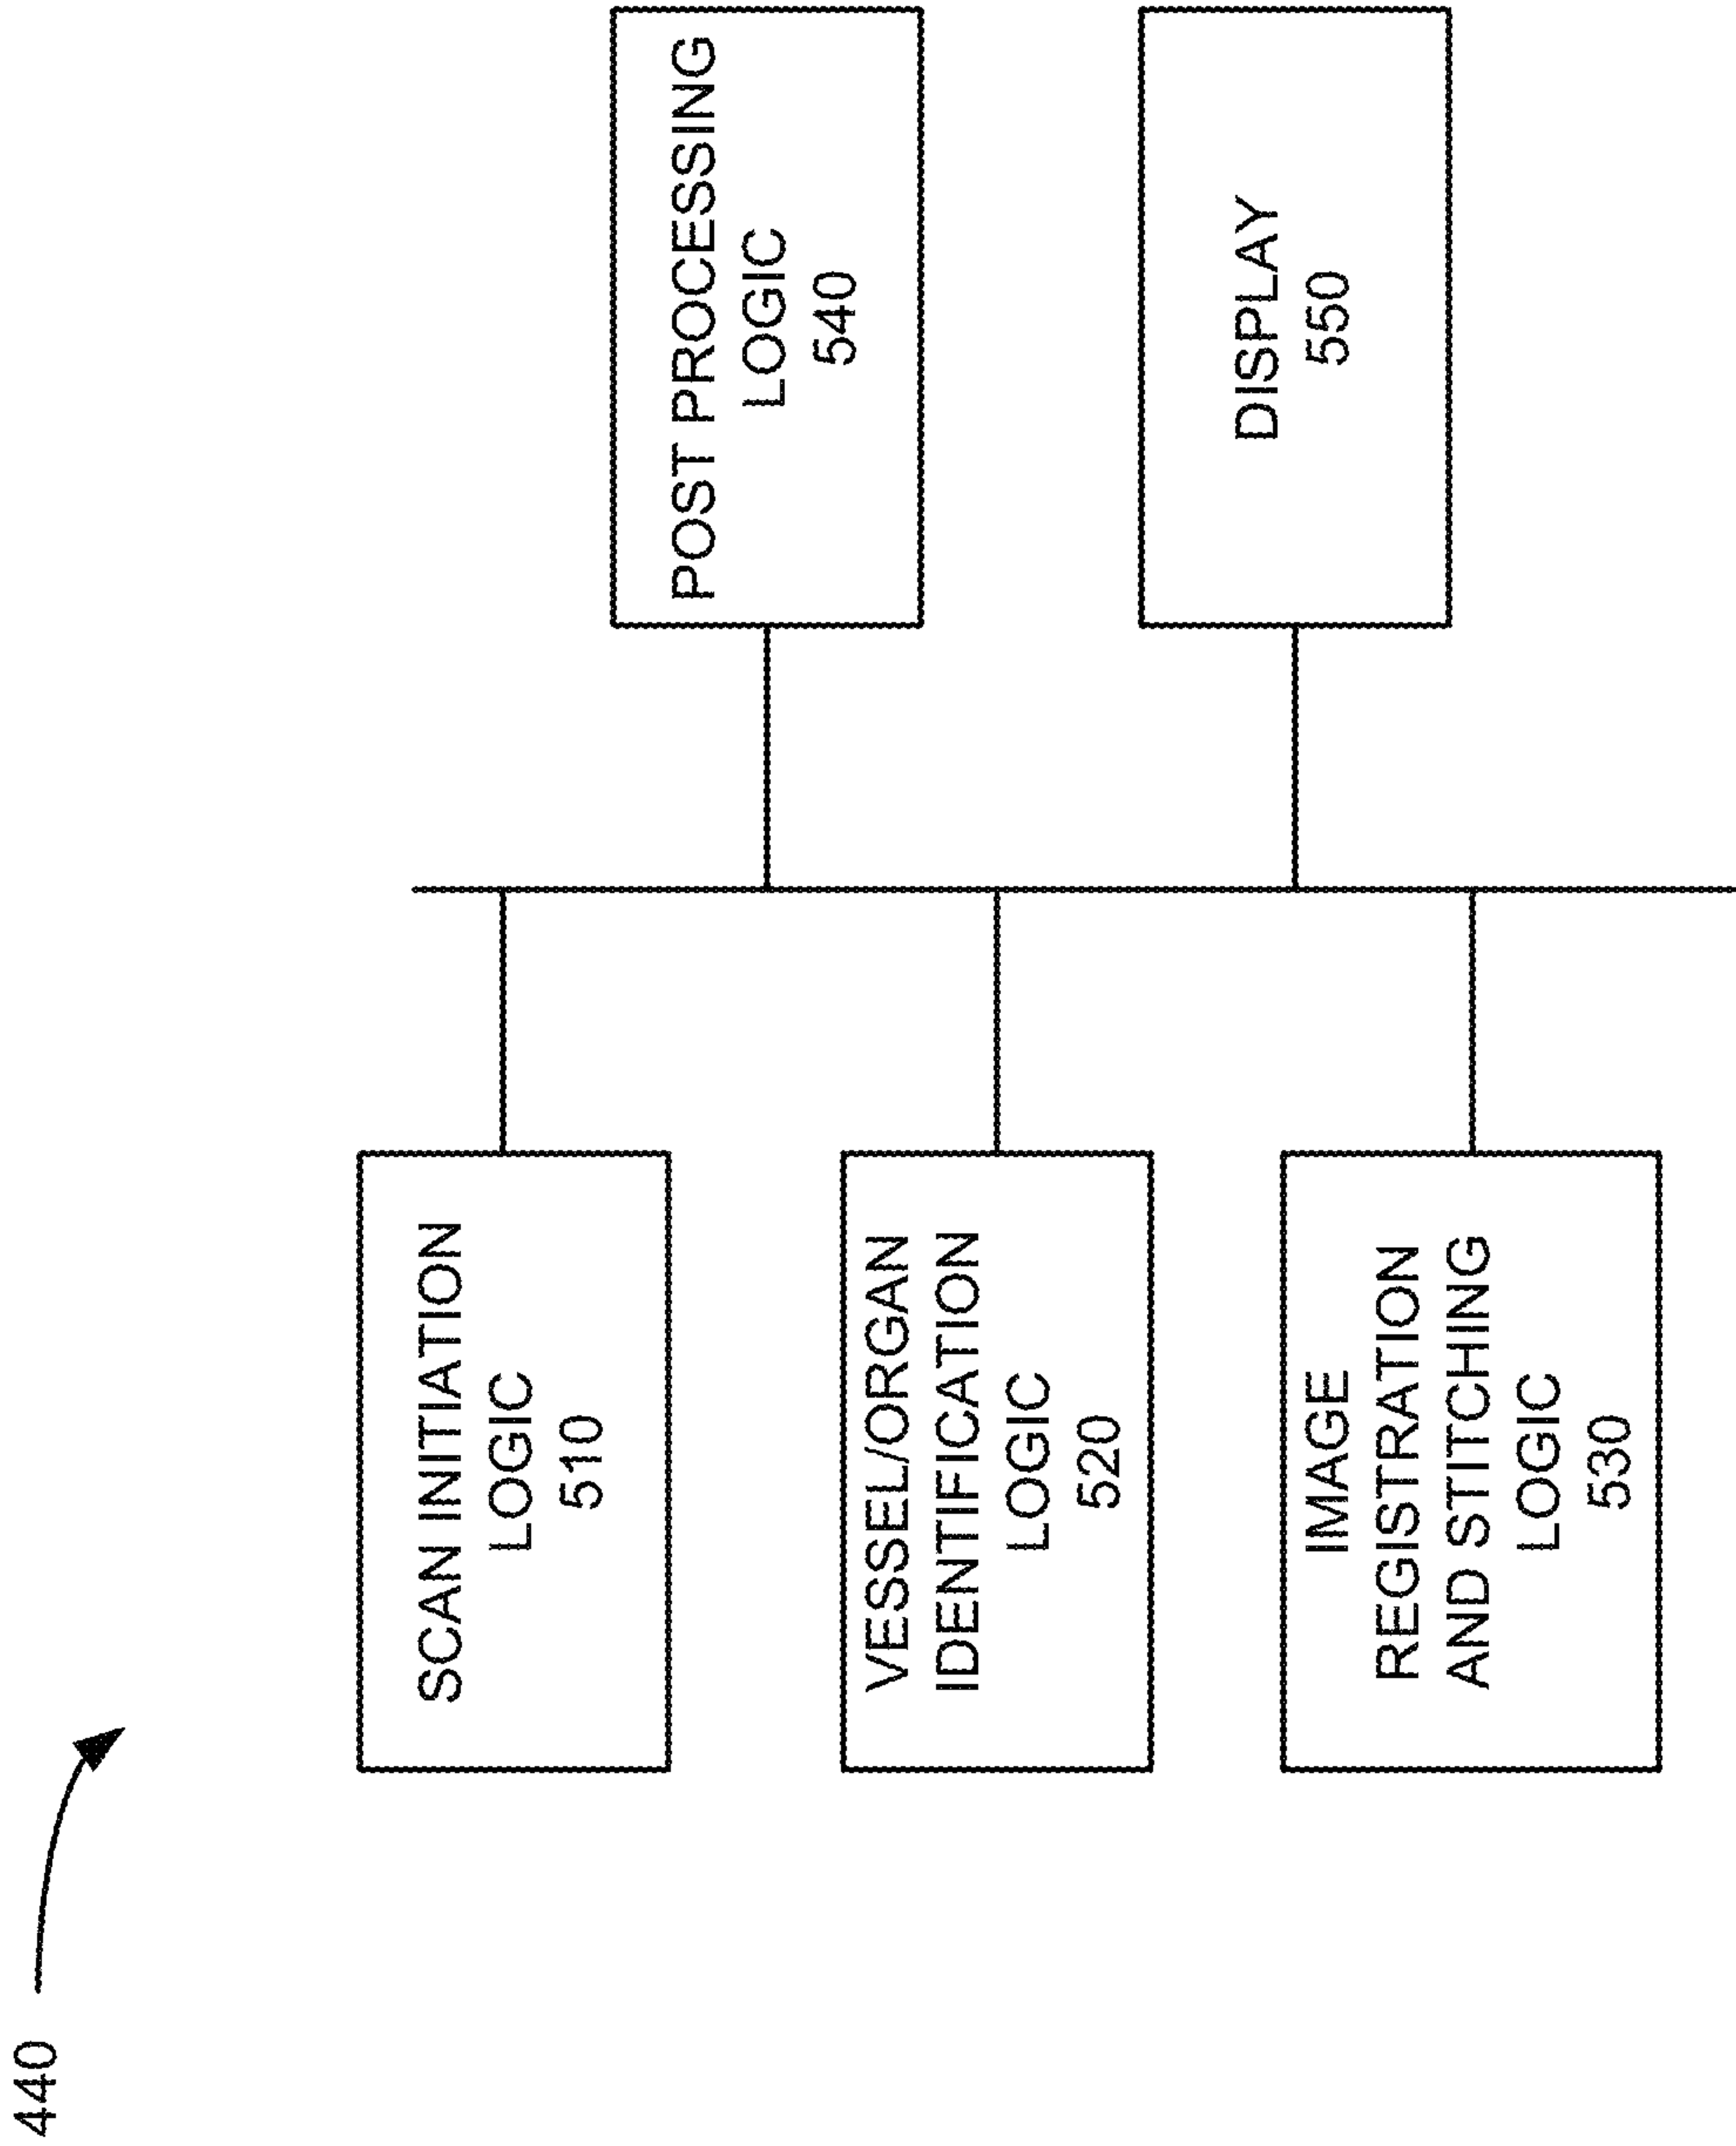 440
SCAN INITIATION
LOGIC
510
VESSEL/ORGAN
IDENTIFICATION
LOGIC
520
IMAGE
REGISTRATION
AND STITCHING
LOGIC
530
POST PROCESSING
LOGIC
540
DISPLAY
550